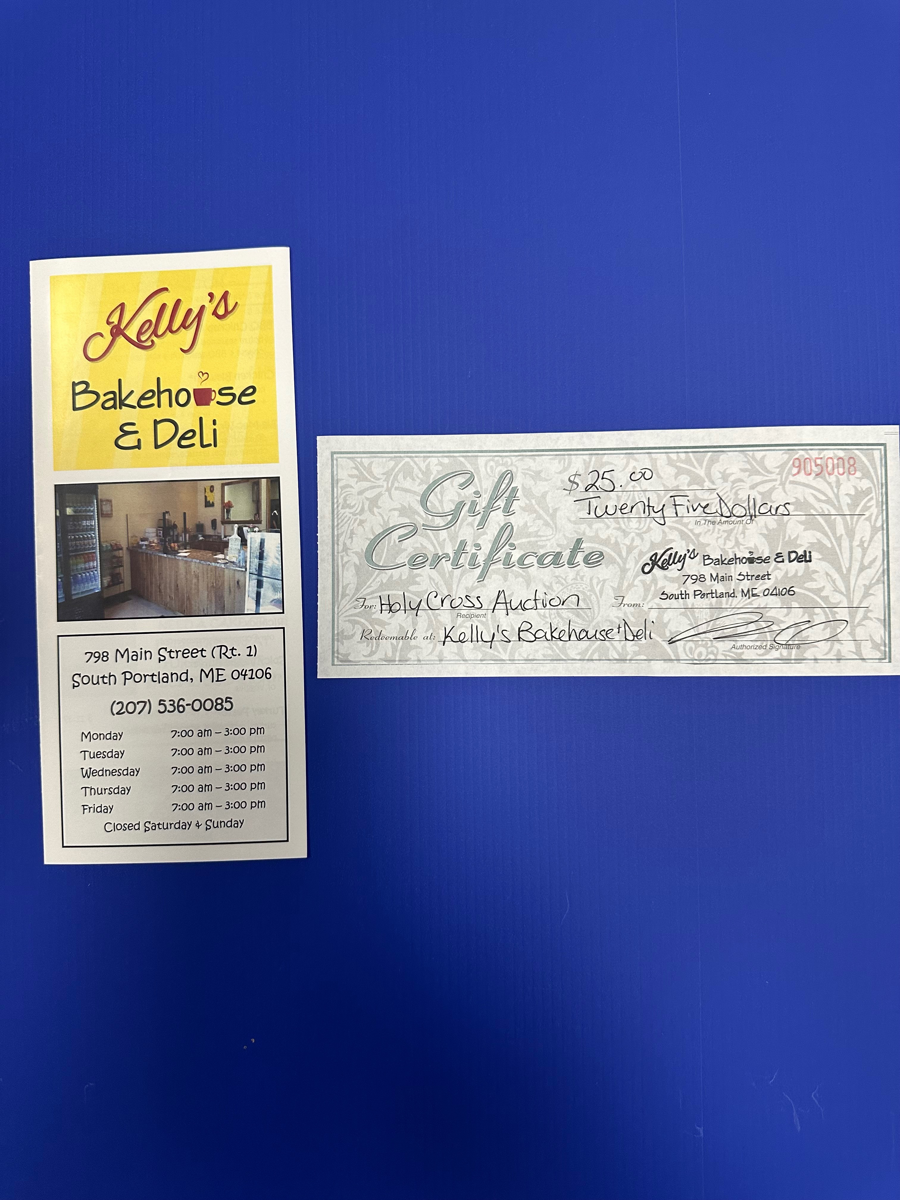 Kelly's
Bakehouse
& Deli
798 Main Street (Rt. 1)
South Portland, ME 04106
(207) 536-0085
Monday 7:00 am – 3:00 pm
Tuesday 7:00 am – 3:00 pm
Wednesday 7:00 am – 3:00 pm
Thursday 7:00 am – 3:00 pm
Friday 7:00 am – 3:00 pm
Closed Saturday & Sunday
Gift
Certificate
905008
$25.00
Twenty Five Dollars
In The Amount Of
Kelly's Bakehouse & Deli
798 Main Street
South Portland, ME 04106
For: Holy Cross Auction
Recipient
From:
Redeemable at: Kelly's Bakehouse + Deli
Authorized Signature